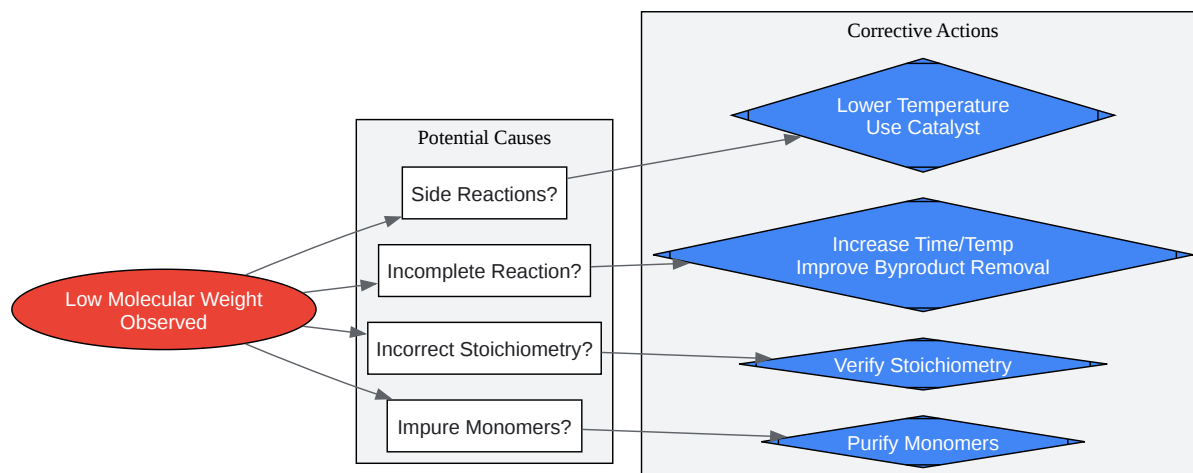 Corrective Actions
Lower Temperature
Use Catalyst
Potential Causes
Side Reactions?
Increase Time/Temp
Improve Byproduct Removal
Incomplete Reaction?
Low Molecular Weight
Observed
Incorrect Stoichiometry?
Verify Stoichiometry
Impure Monomers?
Purify Monomers